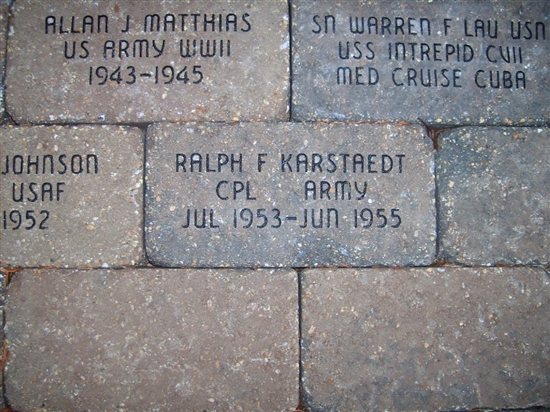 ALLAN J MATTHIAS
US ARMY WWII
1943-1945
SN WARREN F LAU USN
USS INTREPID CVII
MED CRUISE CUBA
JOHNSON
USAF
1952
RALPH F KARSTAEDT
CPL ARMY
JUL 1953-JUN 1955